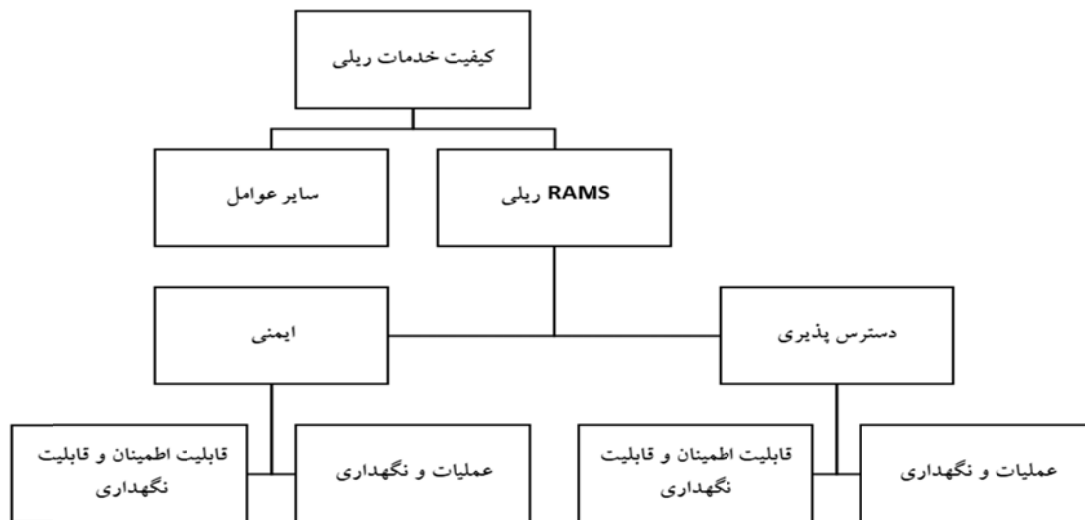 کیفیت خدمات ریلی
RAMS ریلی
سایر عوامل
دسترس پذیری
ایمنی
عملیات و نگهداری
قابلیت اطمینان و قابلیت
نگهداری
عملیات و نگهداری
قابلیت اطمینان و قابلیت
نگهداری